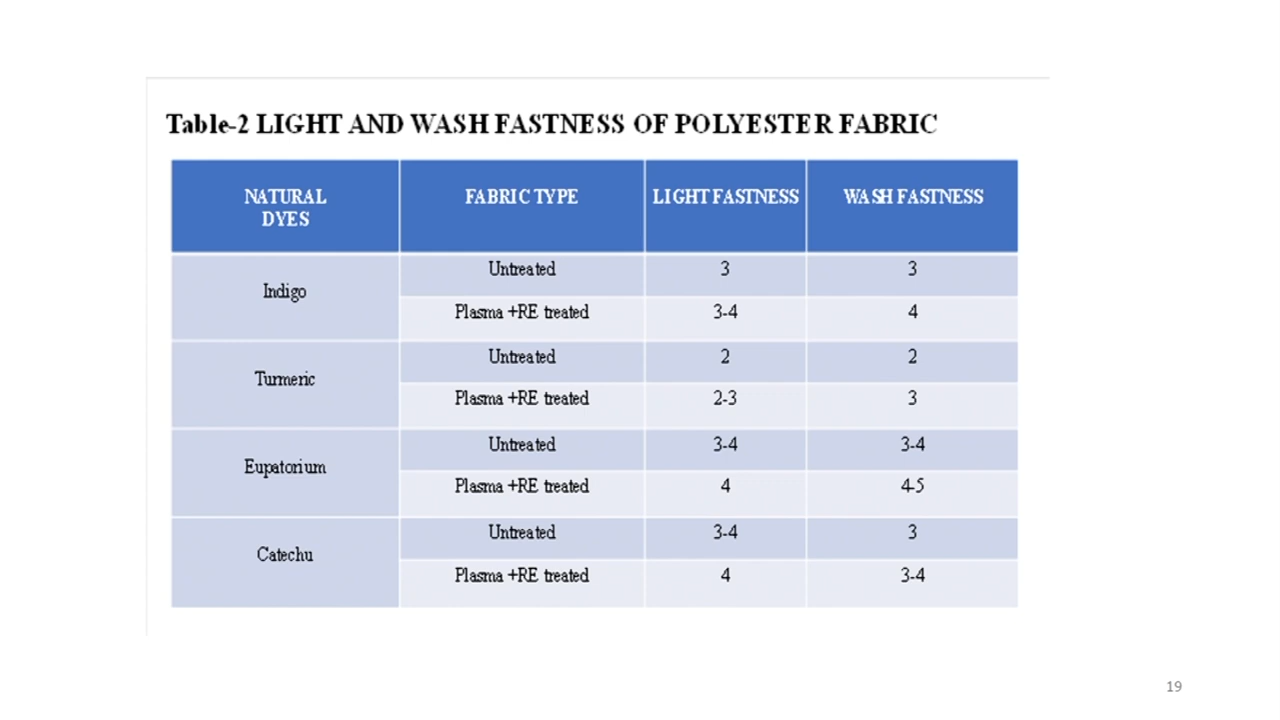 Table-2 LIGHT AND WASH FASTNESS OF POLYESTER FABRIC
NATURAL DYES FABRIC TYPE LIGHT FASTNESS WASH FASTNESS
Indigo Untreated 3 3
Plasma +RE treated 3-4 4
Turmeric Untreated 2 2
Plasma +RE treated 2-3 3
Eupatorium Untreated 3-4 3-4
Plasma +RE treated 4 4-5
Catechu Untreated 3-4 3
Plasma +RE treated 4 3-4
19